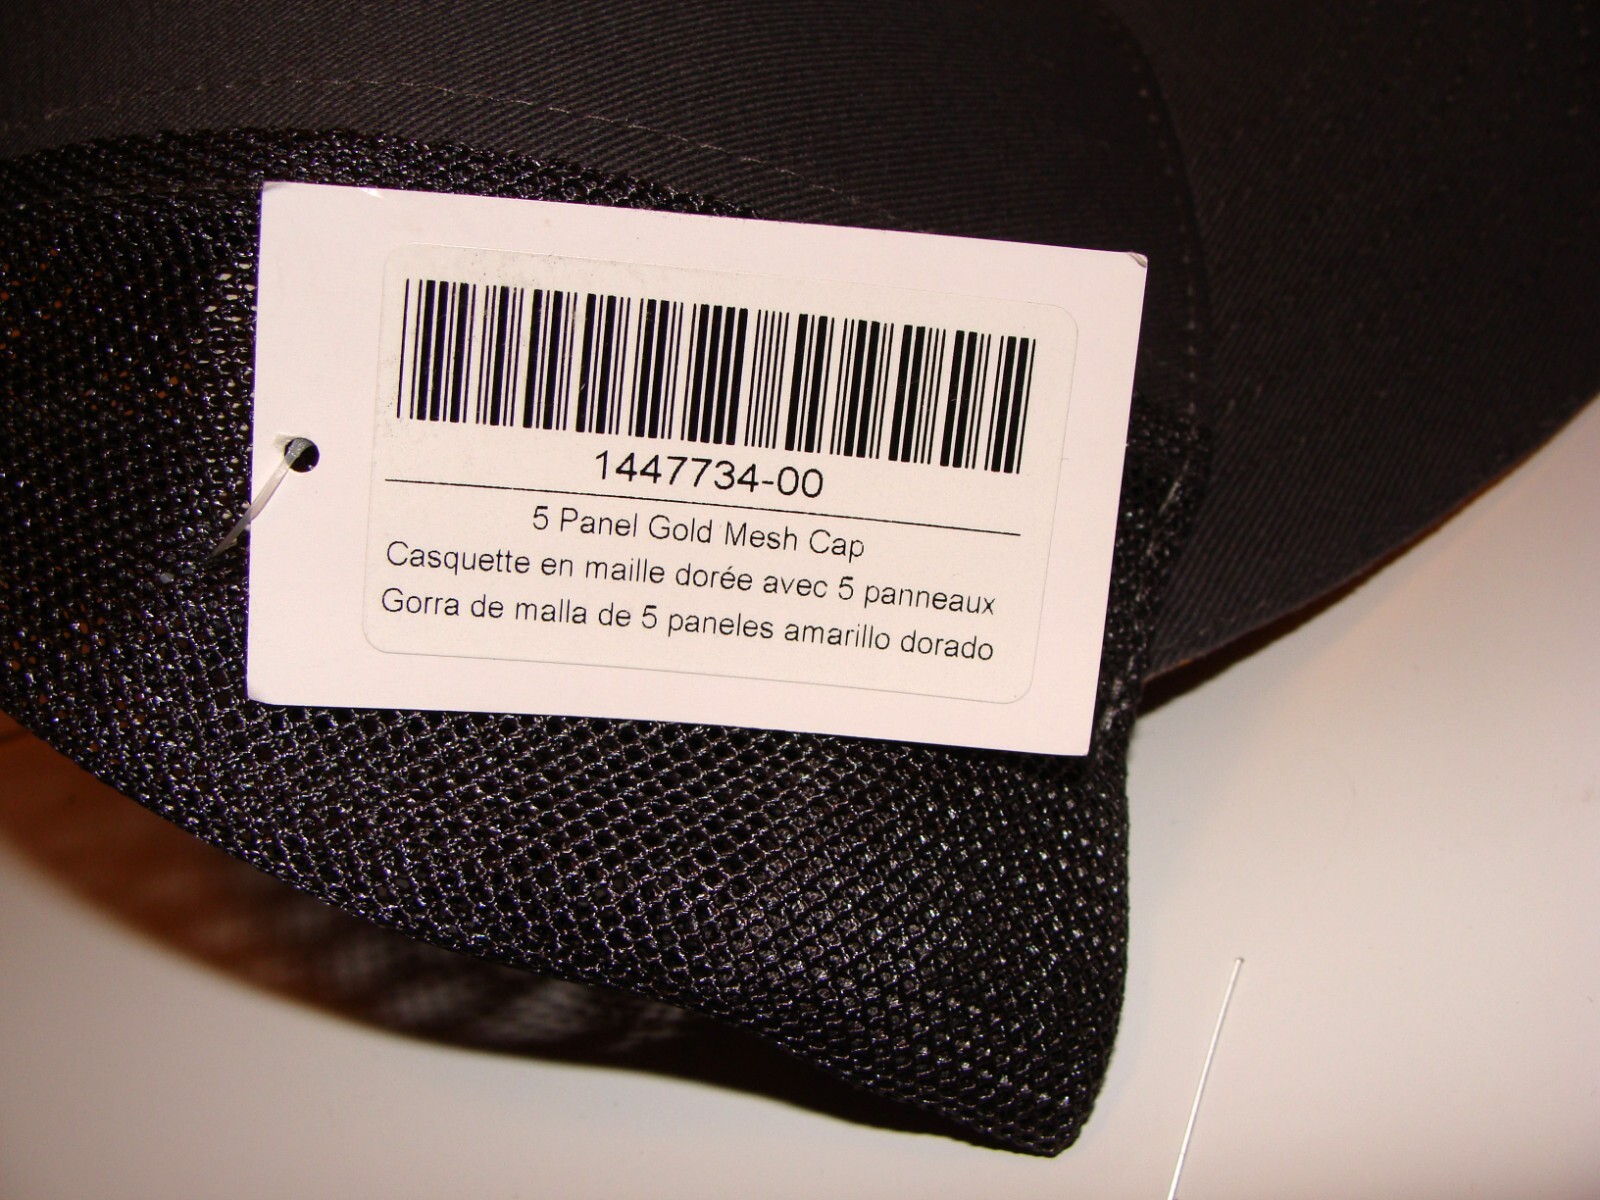 1447734-00
5 Panel Gold Mesh Cap
Casquette en maille dorée avec 5 panneaux
Gorra de malla de 5 paneles amarillo dorado